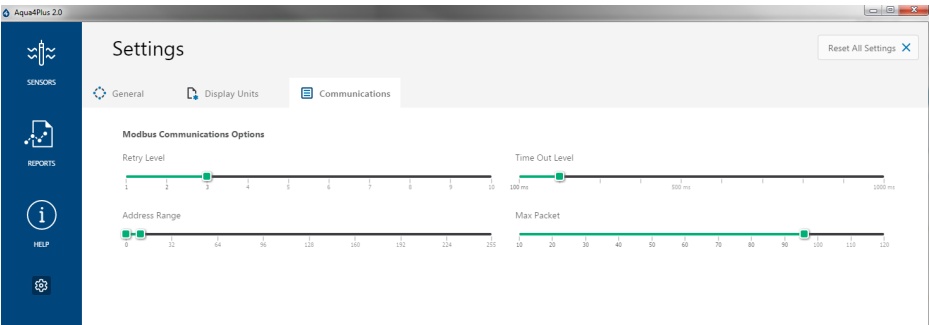 Aqua4Plus 2.0
Settings
Reset All Settings
SENSORS
General
Display Units
Communications
Modbus Communications Options
Retry Level
1 2 3 4 5 6 7 8 9 10
Time Out Level
100 ms 500 ms 1000 ms
REPORTS
Address Range
0 32 64 96 128 160 192 224 255
Max Packet
10 20 30 40 50 60 70 80 90 100 110 120
HELP